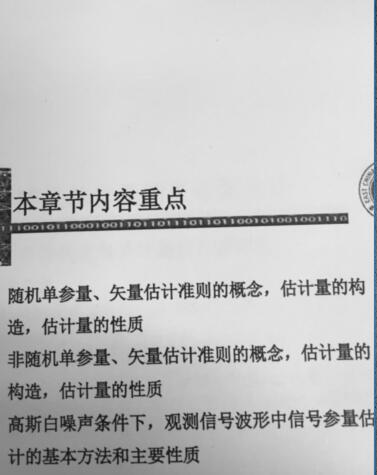 本章节内容重点
随机单参量、矢量估计准则的概念，估计量的构
造，估计量的性质
非随机单参量、矢量估计准则的概念，估计量的
构造，估计量的性质
高斯白噪声条件下，观测信号波形中信号参量估
计的基本方法和主要性质
EAST CHINA